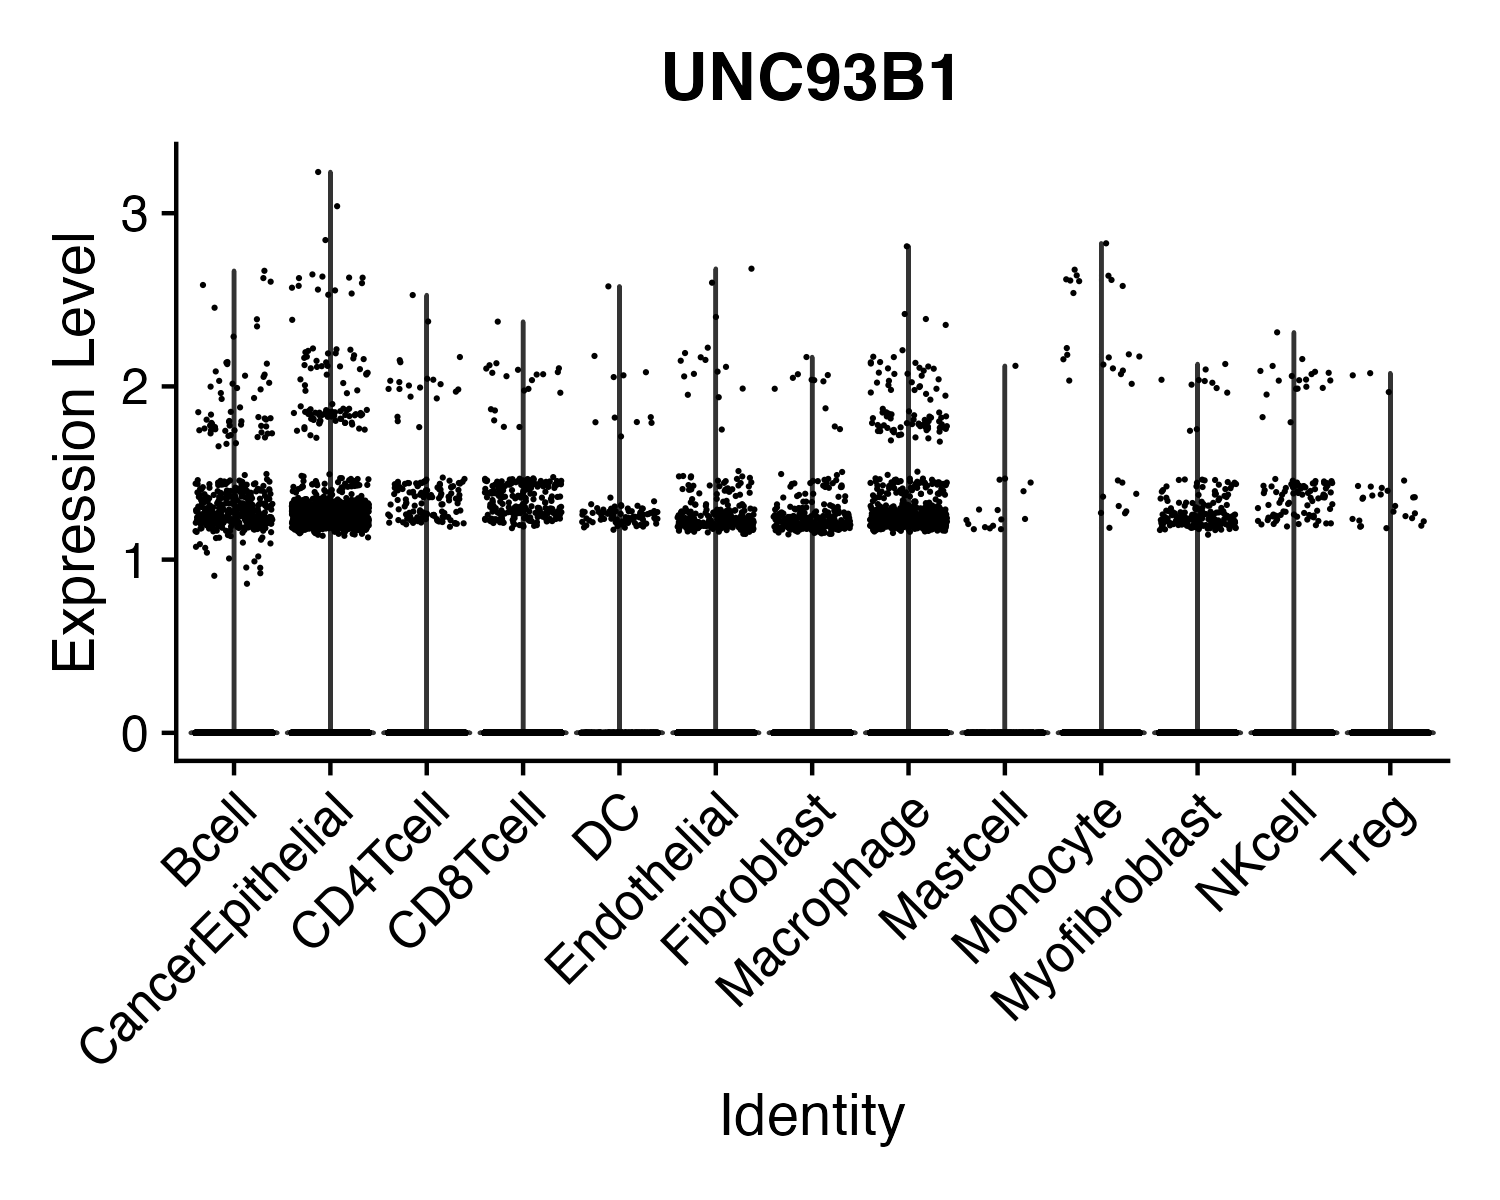 UNC93B1
Expression Level
3
2
1
0
Bcell
CancerEpithelial
CD4Tcell
CD8Tcell
DC
Endothelial
Fibroblast
Macrophage
Mastcell
Monocyte
Myofibroblast
NKcell
Treg
Identity